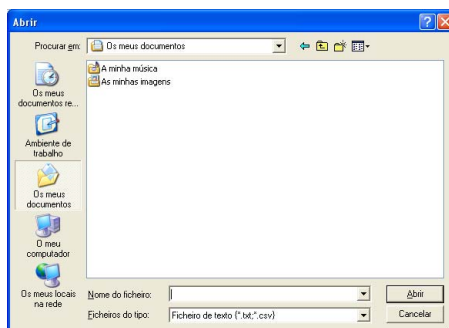 Abrir
Procurar em:
Os meus documentos
A minha música
As minhas imagens
Os meus
documentos re...
Ambiente de
trabalho
Os meus
documentos
O meu
computador
Os meus locais
na rede
Nome do ficheiro:
Abrir
Ficheiros do tipo:
Ficheiro de texto (*.txt;*.csv)
Cancelar